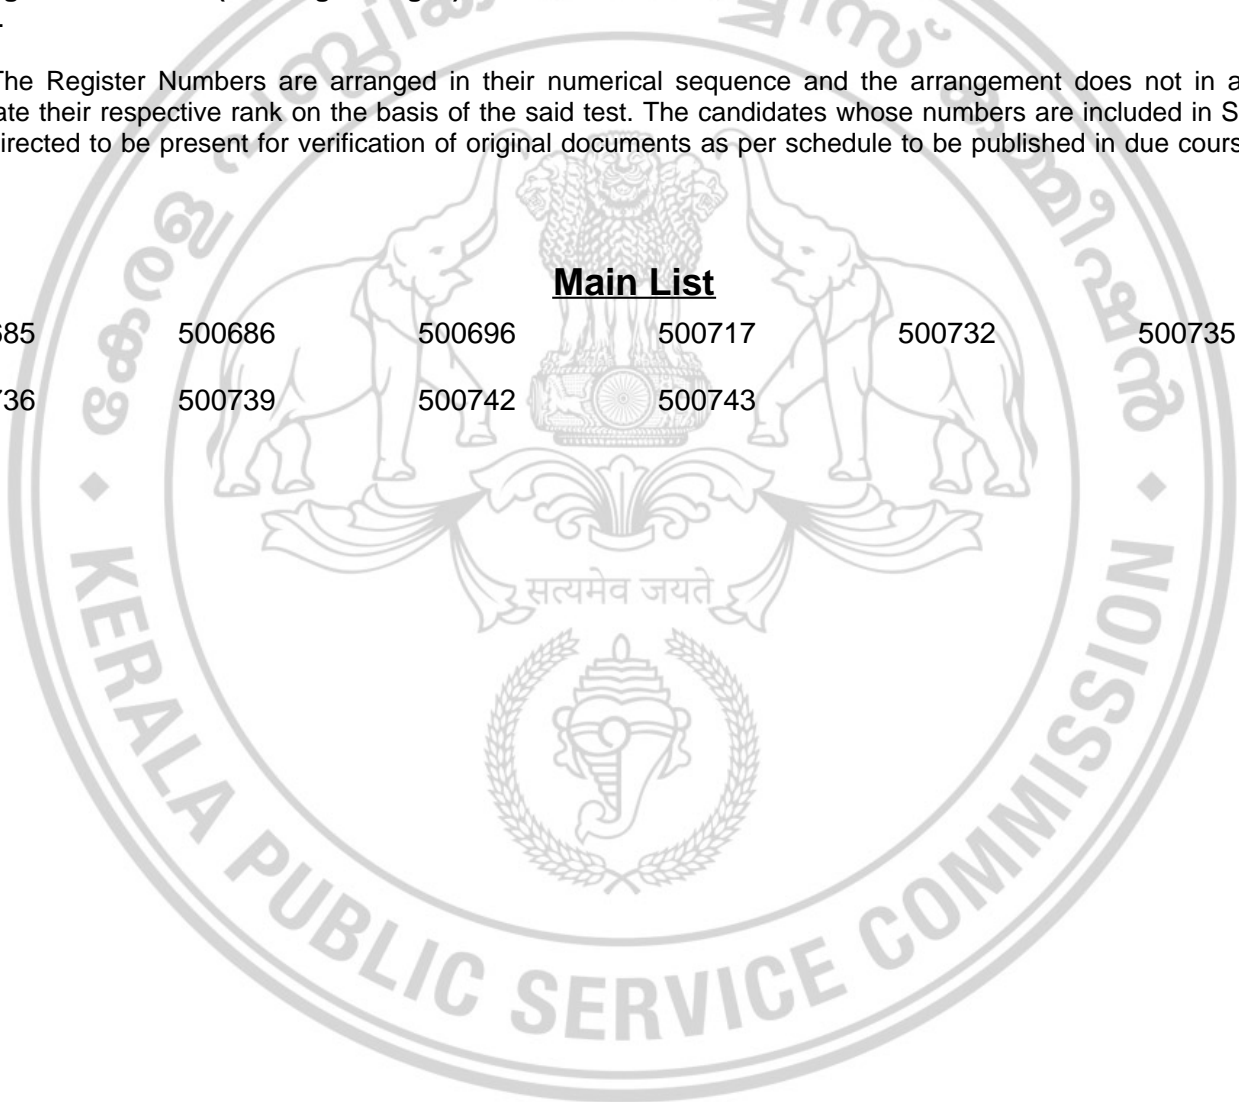 .
The Register Numbers are arranged in their numerical sequence and the arrangement does not in a
ate their respective rank on the basis of the said test. The candidates whose numbers are included in S
irected to be present for verification of original documents as per schedule to be published in due cours
Main List
685 500686 500696 500717 500732 500735
736 500739 500742 500743
सत्यमेव जयते
KERALA PUBLIC SERVICE COMMISSION